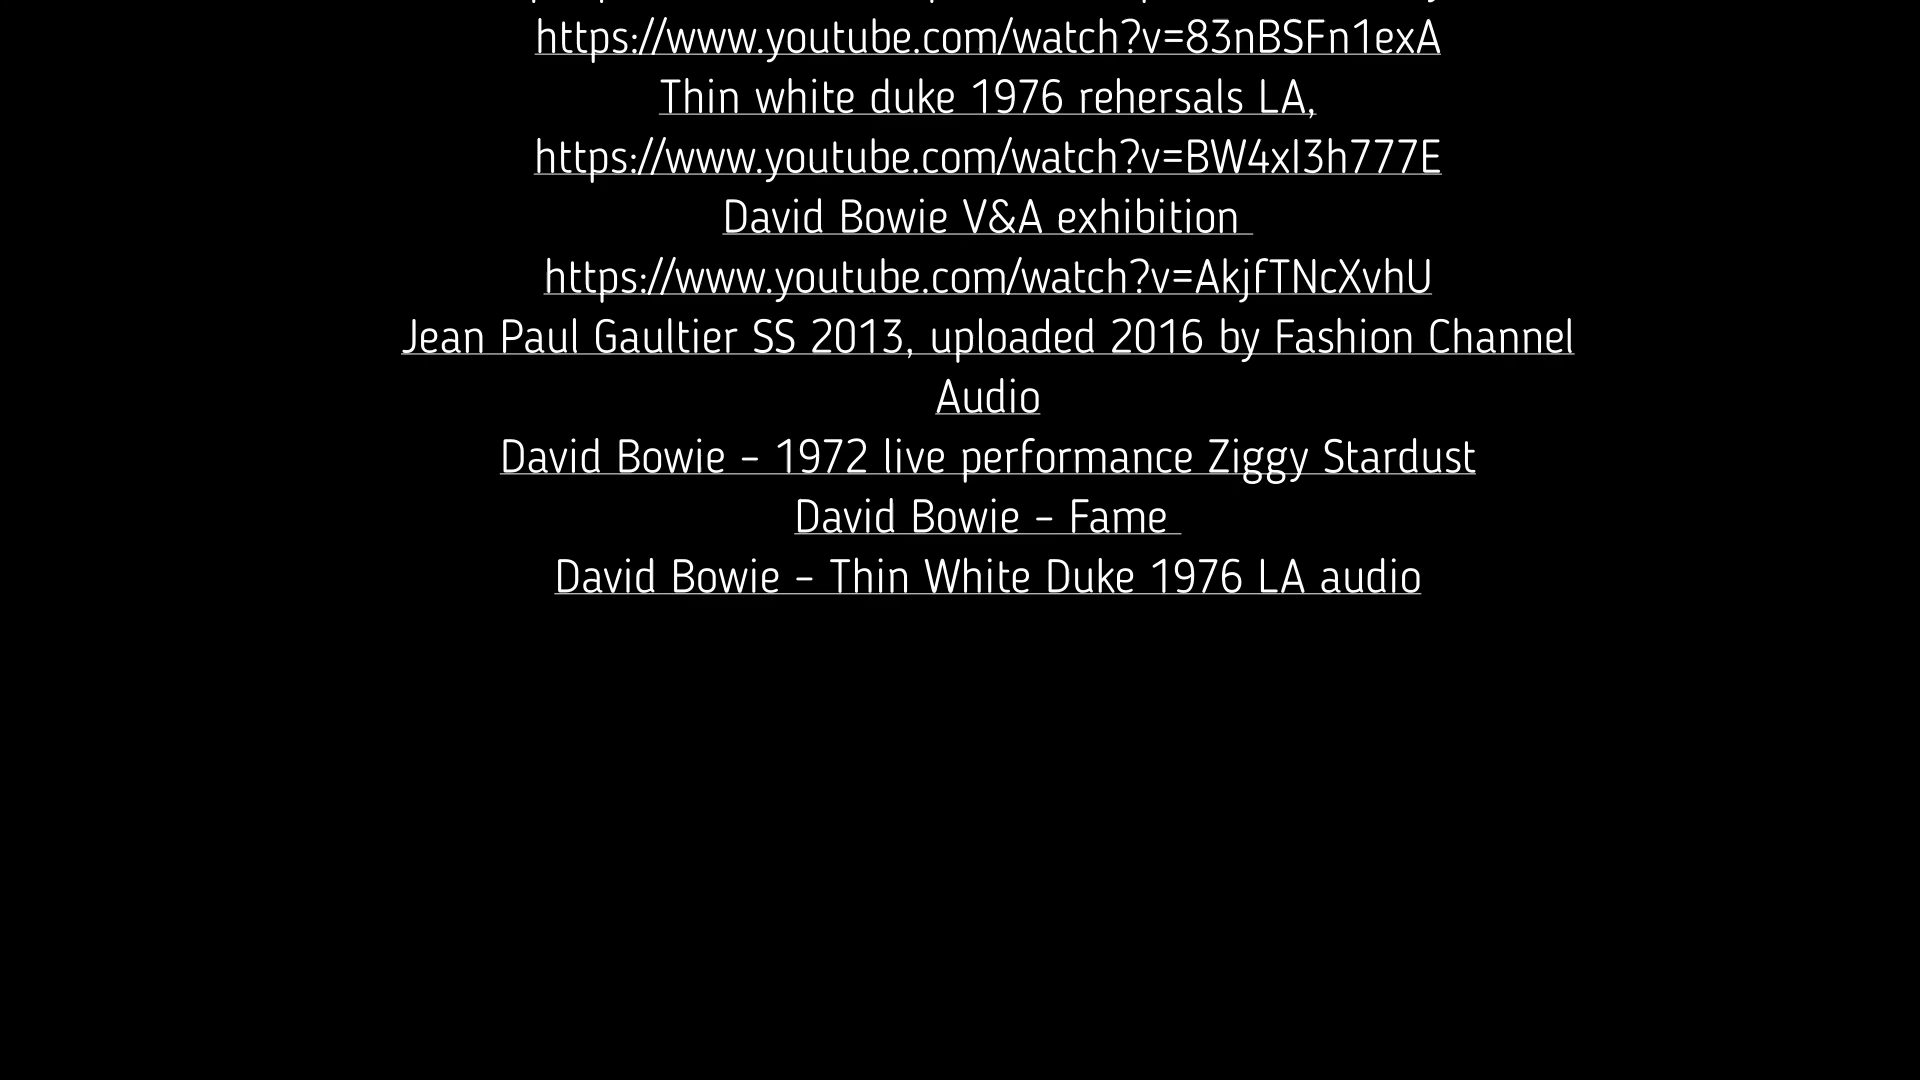 https://www.youtube.com/watch?v=83nBSFn1exA
Thin white duke 1976 rehersals LA,
https://www.youtube.com/watch?v=BW4xI3h777E
David Bowie V&A exhibition
https://www.youtube.com/watch?v=AkjfTNcXvhU
Jean Paul Gaultier SS 2013, uploaded 2016 by Fashion Channel
Audio
David Bowie - 1972 live performance Ziggy Stardust
David Bowie - Fame
David Bowie - Thin White Duke 1976 LA audio